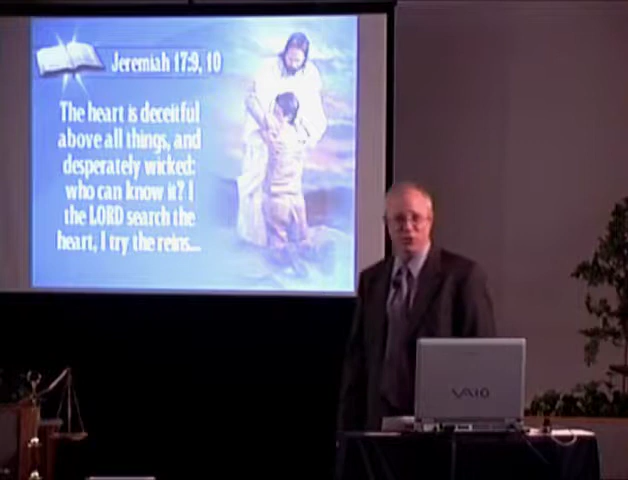 Jeremiah 17:9, 10
The heart is deceitful
above all things, and
desperately wicked:
who can know it? I
the LORD search the
heart, I try the reins...
VAIO